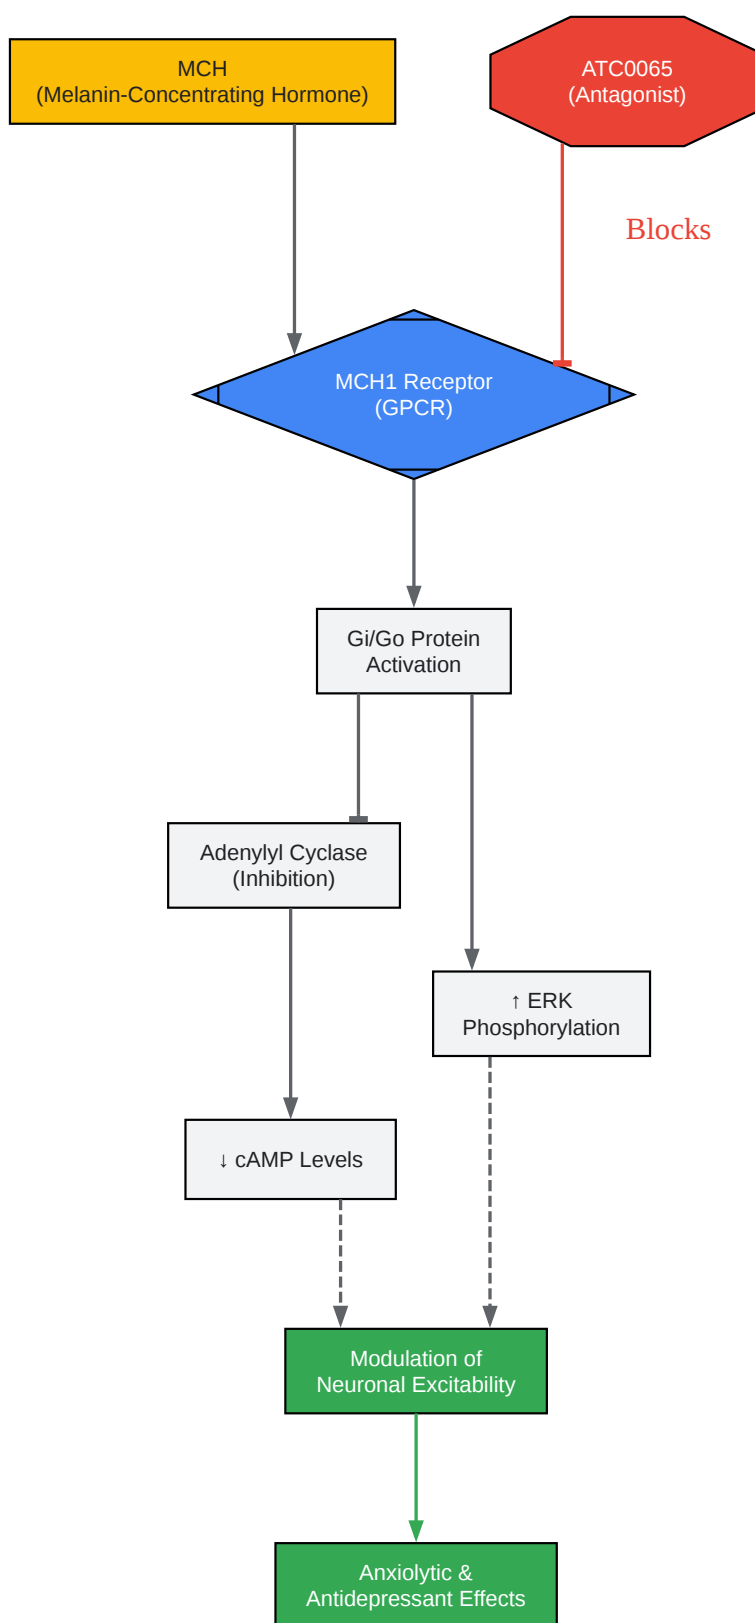 MCH
(Melanin-Concentrating Hormone)
ATC0065
(Antagonist)
Blocks
MCH1 Receptor
(GPCR)
Gi/Go Protein
Activation
Adenylyl Cyclase
(Inhibition)
↑ ERK
Phosphorylation
↓ cAMP Levels
Modulation of
Neuronal Excitability
Anxiolytic &
Antidepressant Effects